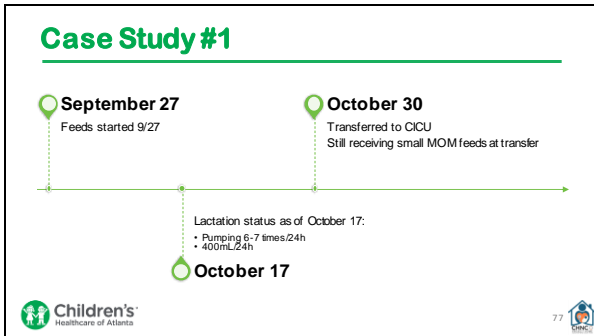 Case Study #1
September 27
Feeds started 9/27
October 30
Transferred to CICU
Still receiving small MOM feeds at transfer
Lactation status as of October 17:
• Pumping 6-7 times/24h
• 400mL/24h
October 17
Children's
Healthcare of Atlanta
77
CHNC